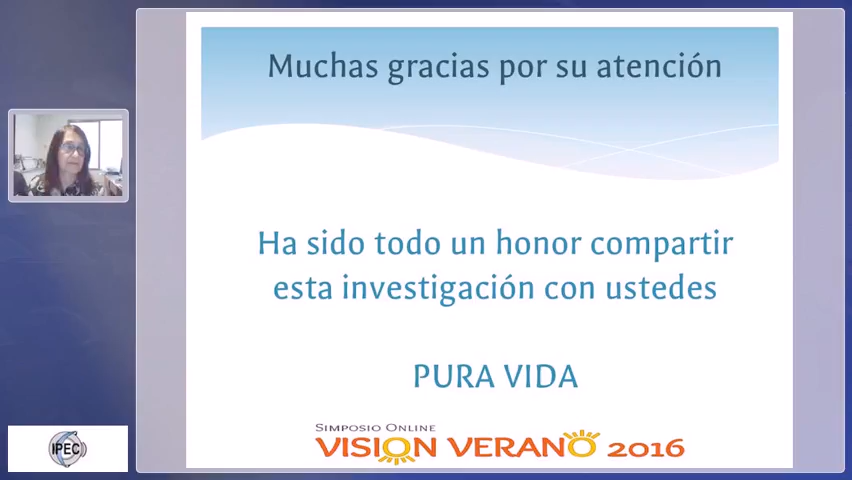 Muchas gracias por su atención
Ha sido todo un honor compartir
esta investigación con ustedes
PURA VIDA
SIMPOSIO ONLINE
VISION VERANO 2016
IPEC